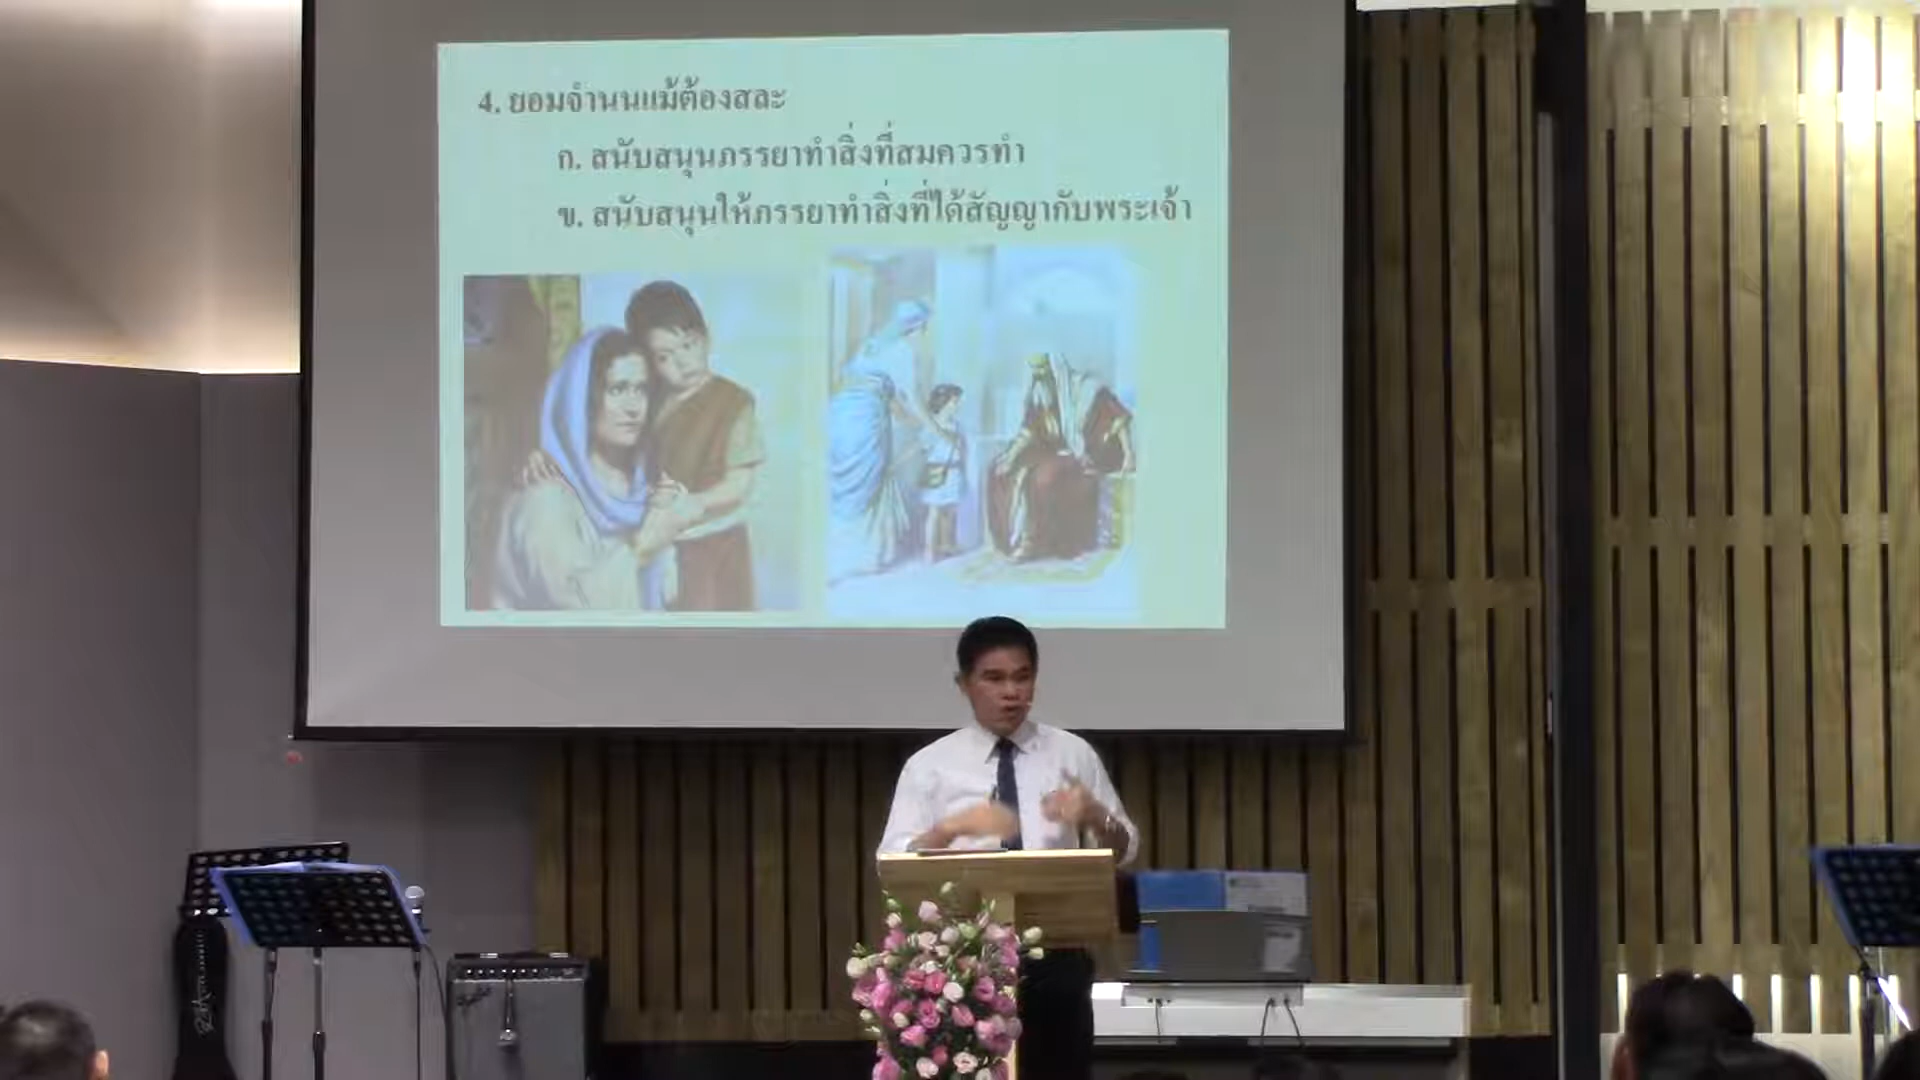 4. ยอมจำนนแม้ต้องสละ
ก. สนับสนุนภรรยาทำสิ่งที่สมควรทำ
ข. สนับสนุนให้ภรรยาทำสิ่งที่ได้สัญญากับพระเจ้า